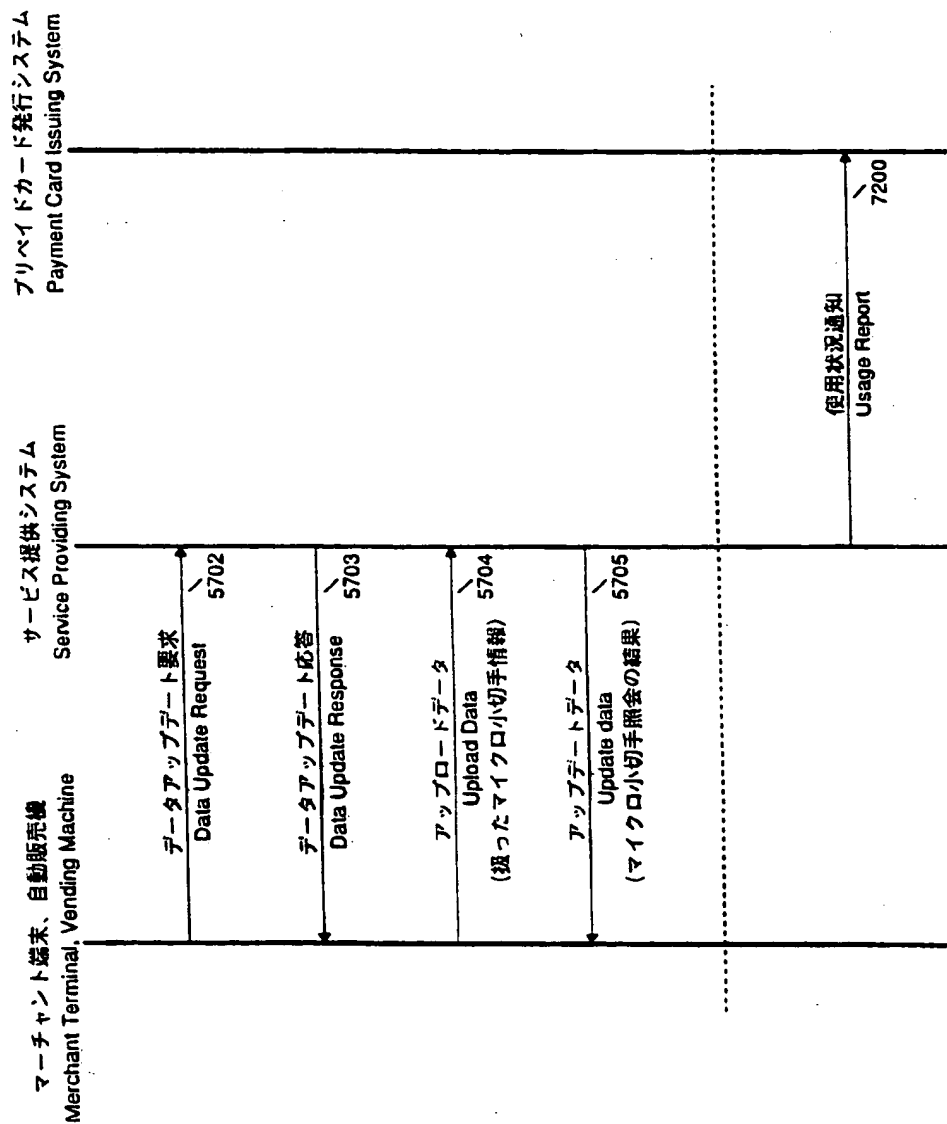 マーチャント端末、自動販売機
Merchant Terminal, Vending Machine
サービス提供システム
Service Providing System
プリペイドカード発行システム
Payment Card Issuing System
データアップデート要求
Data Update Request
5702
データアップデート応答
Data Update Response
5703
アップロードデータ
Upload Data
(扱ったマイクロ小切手情報)
5704
アップデートデータ
Update data
(マイクロ小切手照会の結果)
5705
使用状況通知
Usage Report
7200